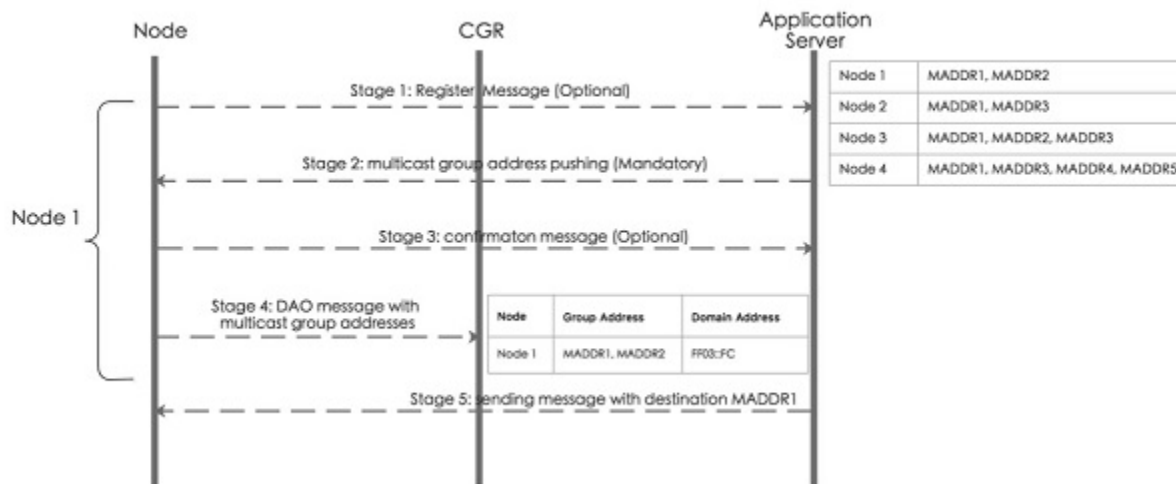 Node
CGR
Application
Server
Node 1 MADDR1, MADDR2
Node 2 MADDR1, MADDR3
Node 3 MADDR1, MADDR2, MADDR3
Node 4 MADDR1, MADDR3, MADDR4, MADDR5
Stage 1: Register Message (Optional)
Stage 2: multicast group address pushing (Mandatory)
Node 1
Stage 3: confirmaton message (Optional)
Stage 4: DAO message with
multicast group addresses
Node Group Address Domain Address
Node 1 MADDR1, MADDR2 FF03::FC
Stage 5: sending message with destination MADDR1